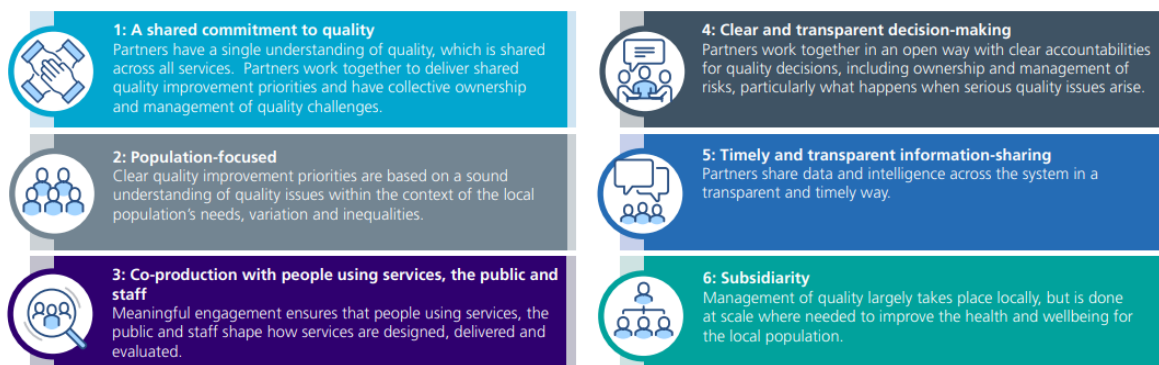 1: A shared commitment to quality
Partners have a single understanding of quality, which is shared
across all services.  Partners work together to deliver shared
quality improvement priorities and have collective ownership
and management of quality challenges.
2: Population-focused
Clear quality improvement priorities are based on a sound
understanding of quality issues within the context of the local
population's needs, variation and inequalities.
3: Co-production with people using services, the public and
staff
Meaningful engagement ensures that people using services, the
public and staff shape how services are designed, delivered and
evaluated.
4: Clear and transparent decision-making
Partners work together in an open way with clear accountabilities
for quality decisions, including ownership and management of
risks, particularly what happens when serious quality issues arise.
5: Timely and transparent information-sharing
Partners share data and intelligence across the system in a
transparent and timely way.
6: Subsidiarity
Management of quality largely takes place locally, but is done
at scale where needed to improve the health and wellbeing for
the local population.